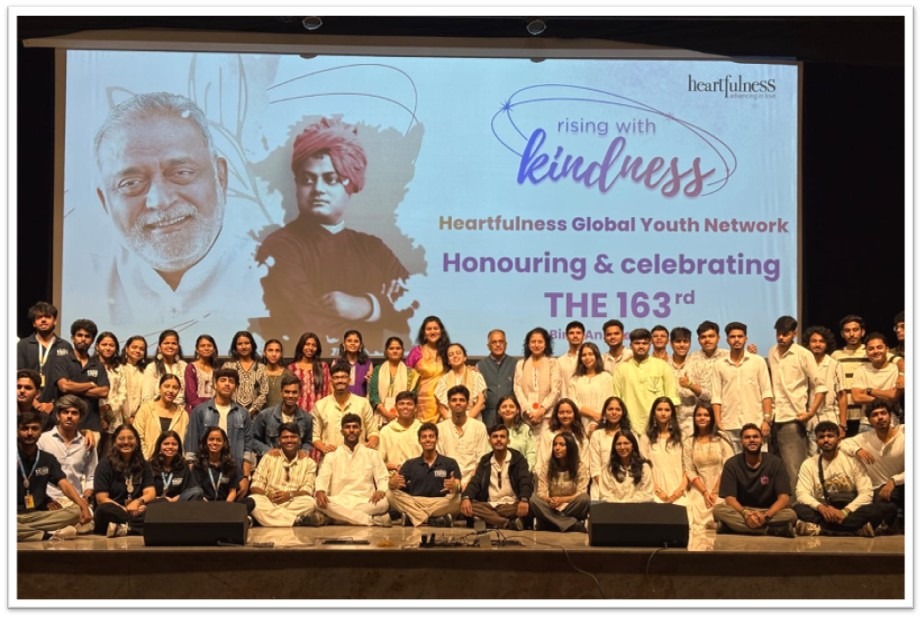 heartfulness
advancing in love
rising with
kindness
Heartfulness Global Youth Network
Honouring & celebrating
THE 163rd